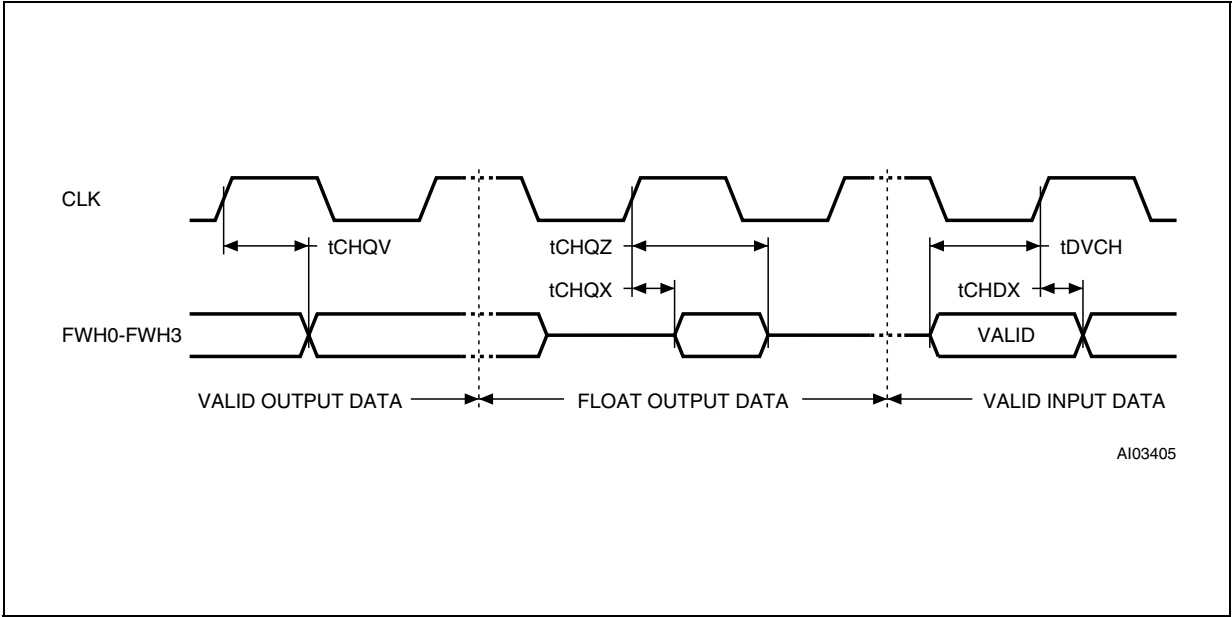 CLK
tCHQV
tCHQZ
tDVCH
tCHQX
tCHDX
FWH0-FWH3
VALID
VALID OUTPUT DATA
FLOAT OUTPUT DATA
VALID INPUT DATA
AI03405